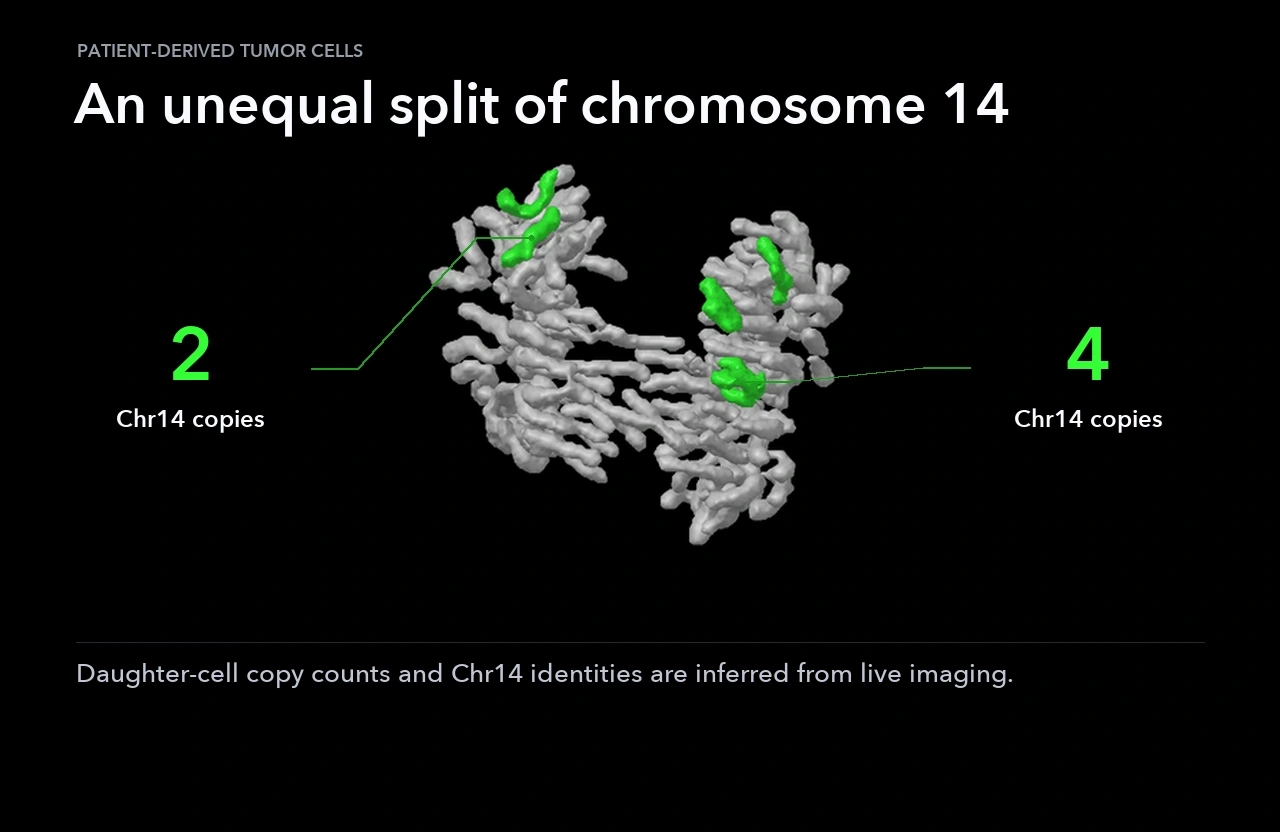 PATIENT-DERIVED TUMOR CELLS
An unequal split of chromosome 14
2
Chr14 copies
4
Chr14 copies
Daughter-cell copy counts and Chr14 identities are inferred from live imaging.